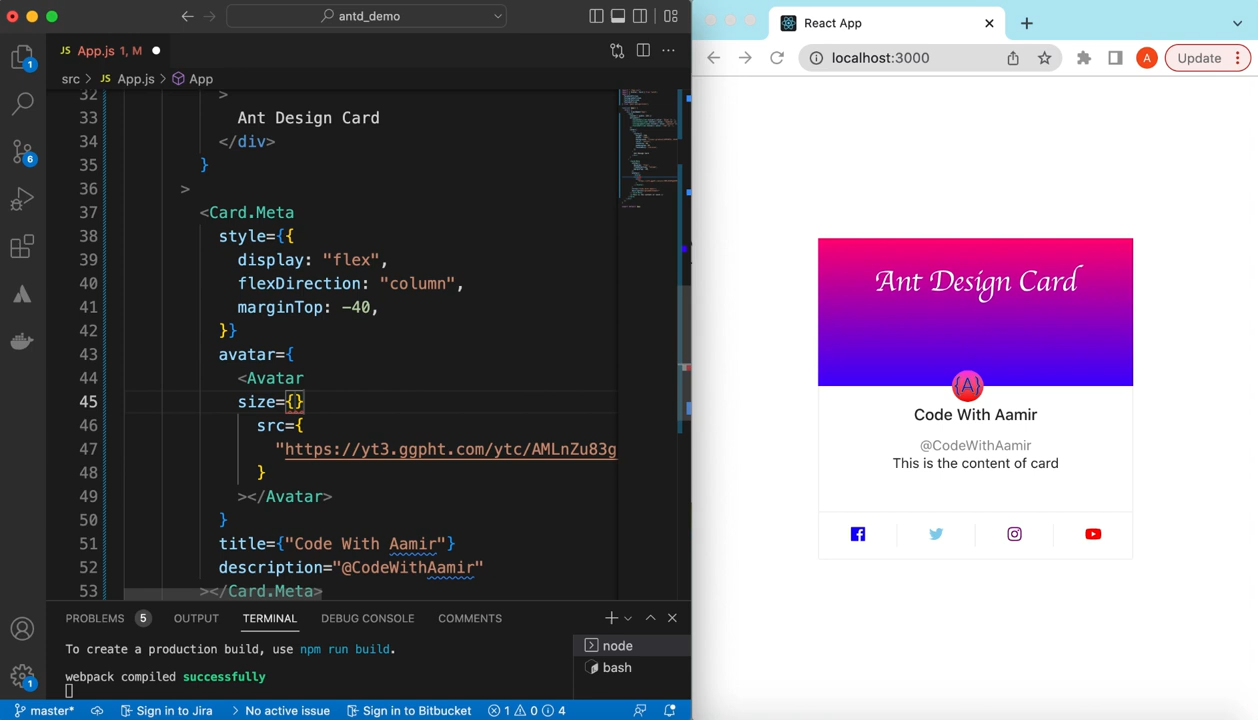 antd_demo
JS App.js 1, M
src > JS App.js > App
32 >
33 Ant Design Card
34 </div>
35 }
36 >
37 <Card.Meta
38 style={{
39 display: "flex",
40 flexDirection: "column",
41 marginTop: -40,
42 }}
43 avatar={
44 <Avatar
45 size={}
46 src={
47 "https://yt3.ggpht.com/ytc/AMLnZu83g
48 }
49 ></Avatar>
50 }
51 title={"Code With Aamir"}
52 description="@CodeWithAamir"
53 ></Card.Meta>
1
6
1
PROBLEMS 5 OUTPUT TERMINAL DEBUG CONSOLE COMMENTS
To create a production build, use npm run build.
webpack compiled successfully
node
bash
master* Sign in to Jira > No active issue Sign in to Bitbucket 1 0 4
React App
localhost:3000
A
Update
Ant Design Card
{A}
Code With Aamir
@CodeWithAamir
This is the content of card